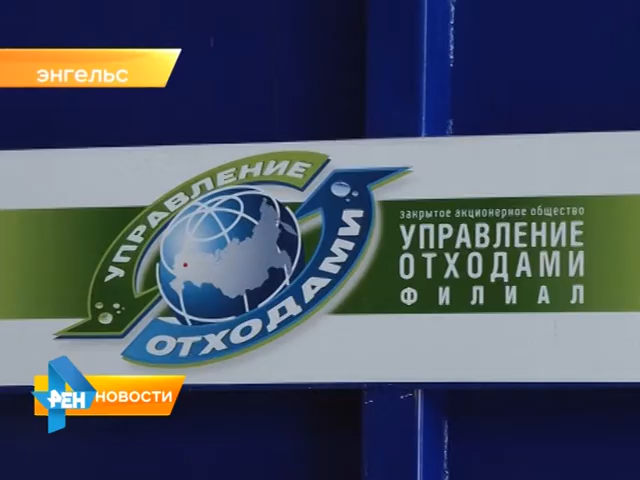 ЭНГЕЛЬС
УПРАВЛЕНИЕ
ОТХОДАМИ
закрытое акционерное общество
УПРАВЛЕНИЕ
ОТХОДАМИ
ФИЛИАЛ
РЕН НОВОСТИ